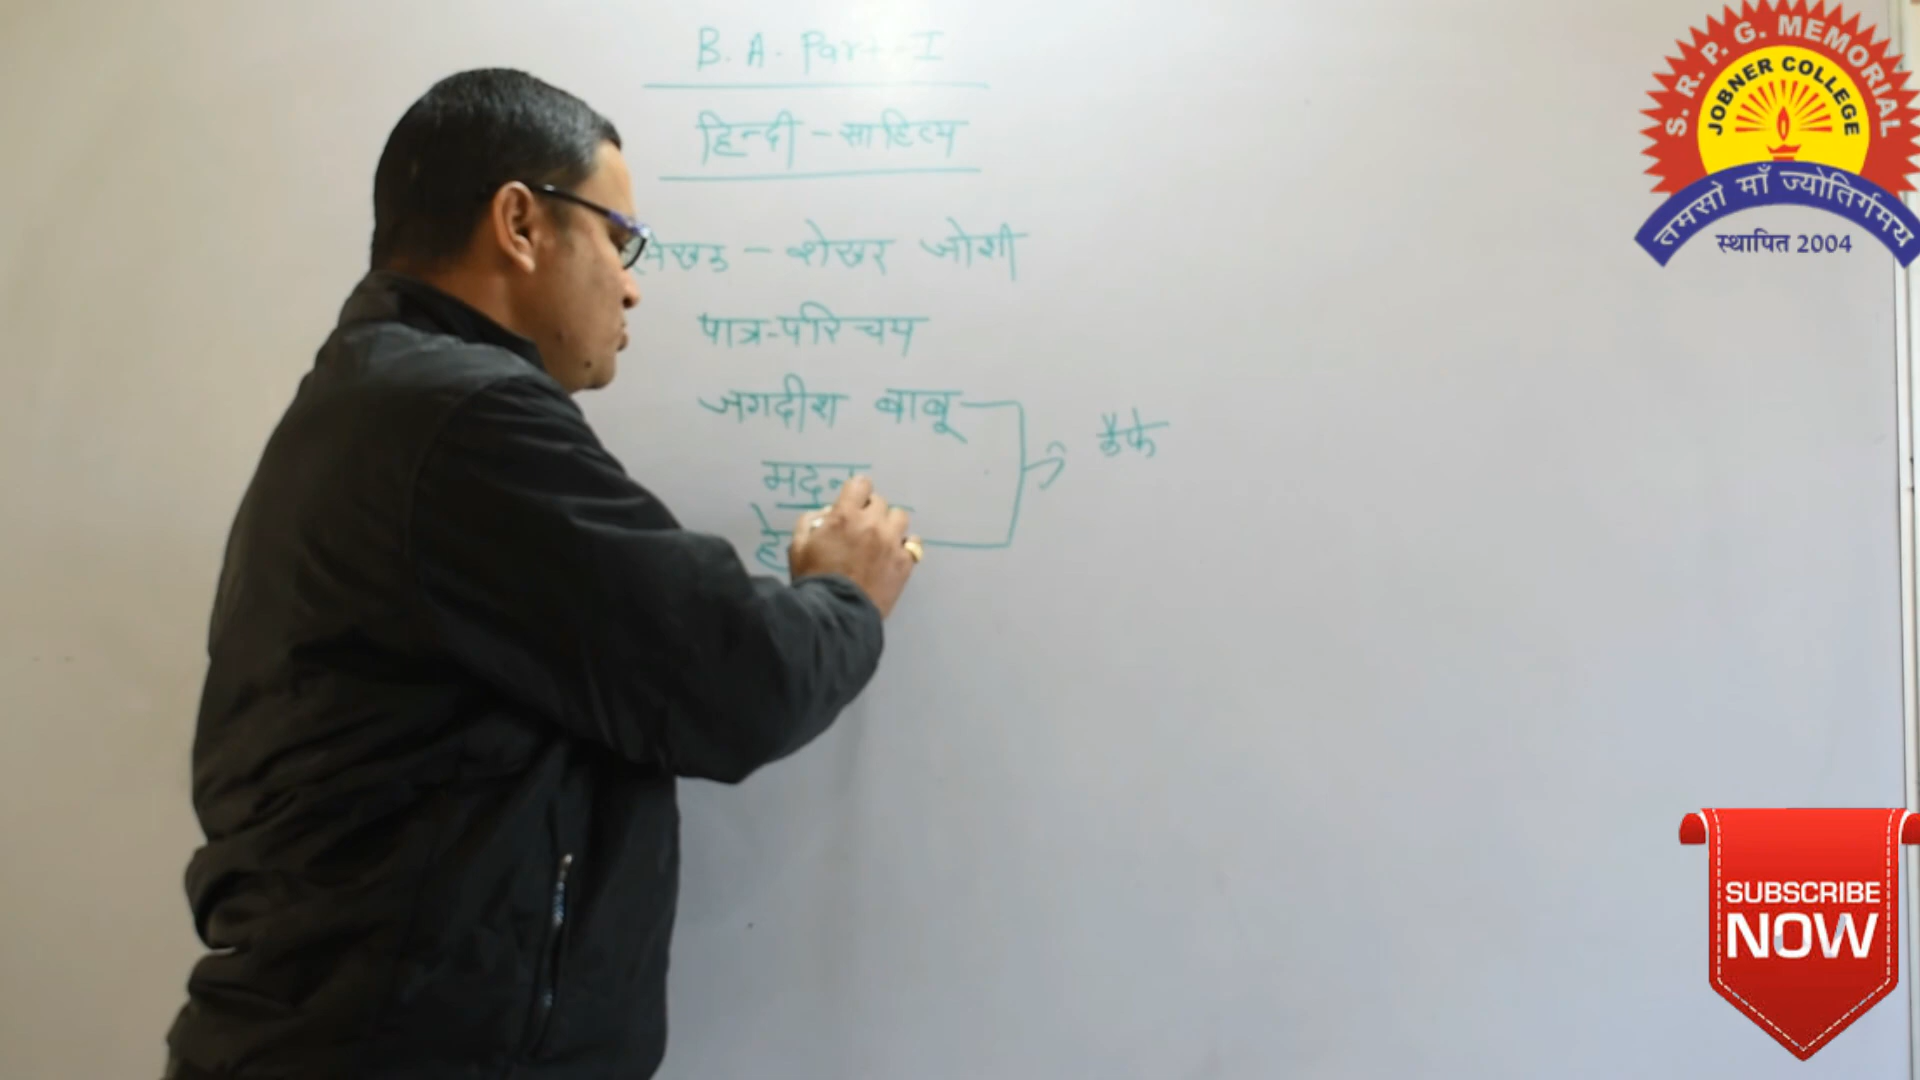 B. A. Part-I
हिन्दी - साहित्य
लेखक - शेखर जोशी
पात्र-परिचय
जगदीश बाबू
मदन
S. R. P. G. MEMORIAL
JOBNER COLLEGE
तमसो माँ ज्योतिर्गमय
स्थापित 2004
SUBSCRIBE
NOW